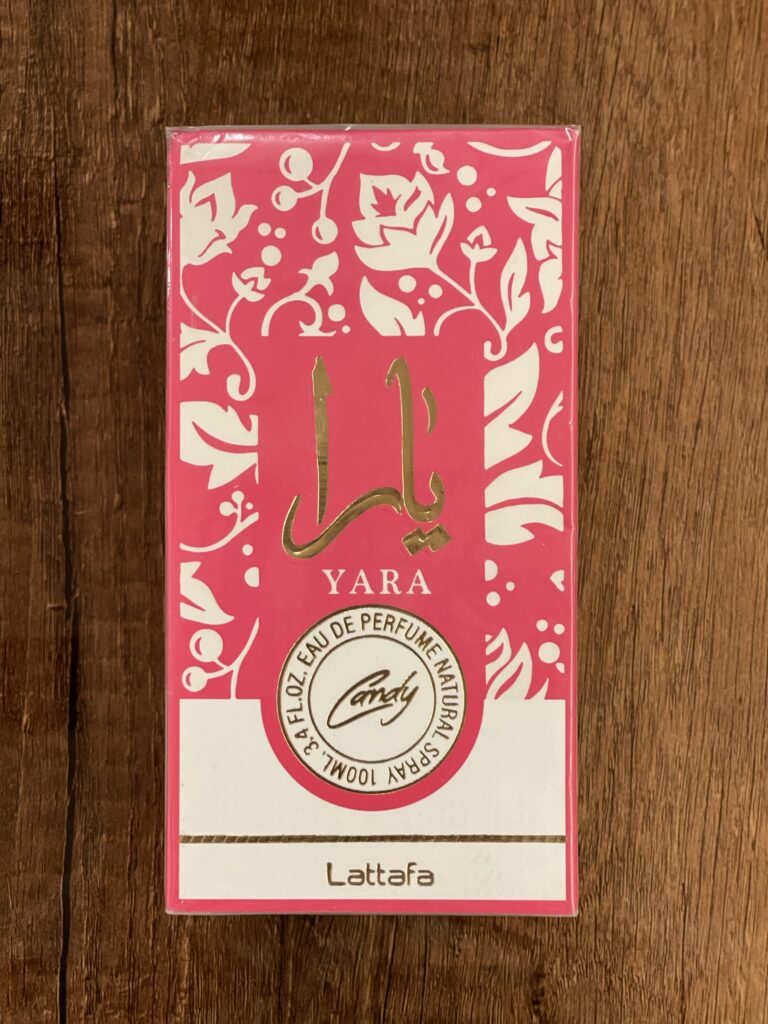 يارا
YARA
100ML. 3.4 FL.OZ. EAU DE PERFUME NATURAL SPRAY
Candy
Lattafa